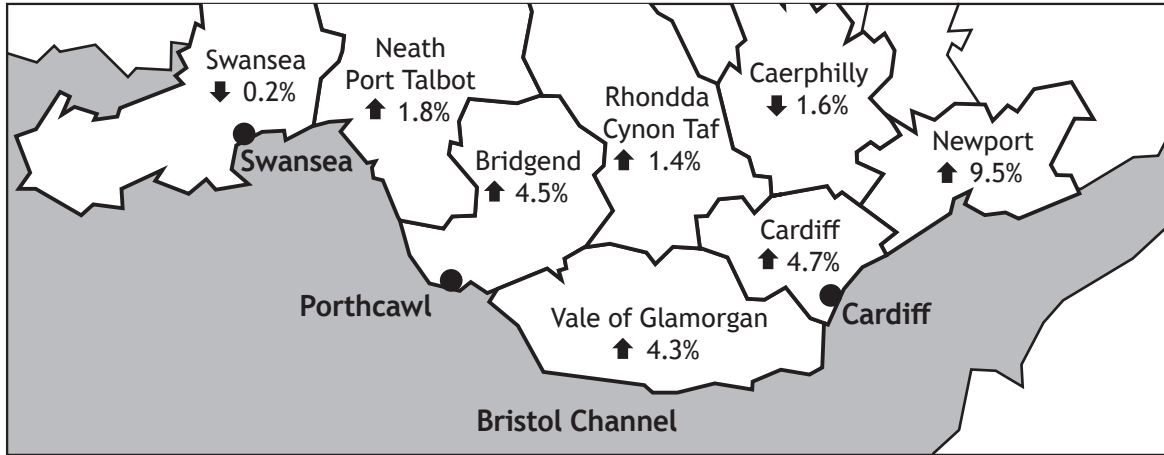 Swansea
0.2%
Swansea
Neath
Port Talbot
1.8%
Bridgend
4.5%
Rhondda
Cynon Taf
1.4%
Caerphilly
1.6%
Newport
9.5%
Cardiff
4.7%
Porthcawl
Vale of Glamorgan
4.3%
Cardiff
Bristol Channel